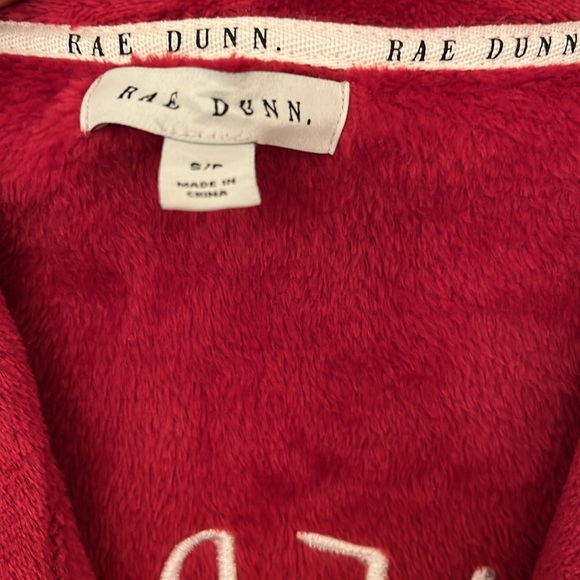 RAE DUNN. RAE DUNN
RAE DUNN.
S/P
MADE IN
CHINA